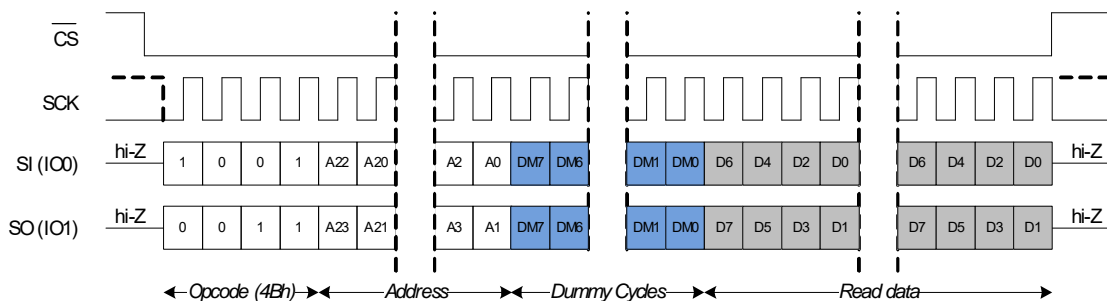 CS
SCK
SI (IO0) hi-Z 1 0 0 1 A22 A20 A2 A0 DM7 DM6 DM1 DM0 D6 D4 D2 D0 D6 D4 D2 D0 hi-Z
SO (IO1) hi-Z 0 0 1 1 A23 A21 A3 A1 DM7 DM6 DM1 DM0 D7 D5 D3 D1 D7 D5 D3 D1 hi-Z
Opcode (4Bh) Address Dummy Cycles Read data